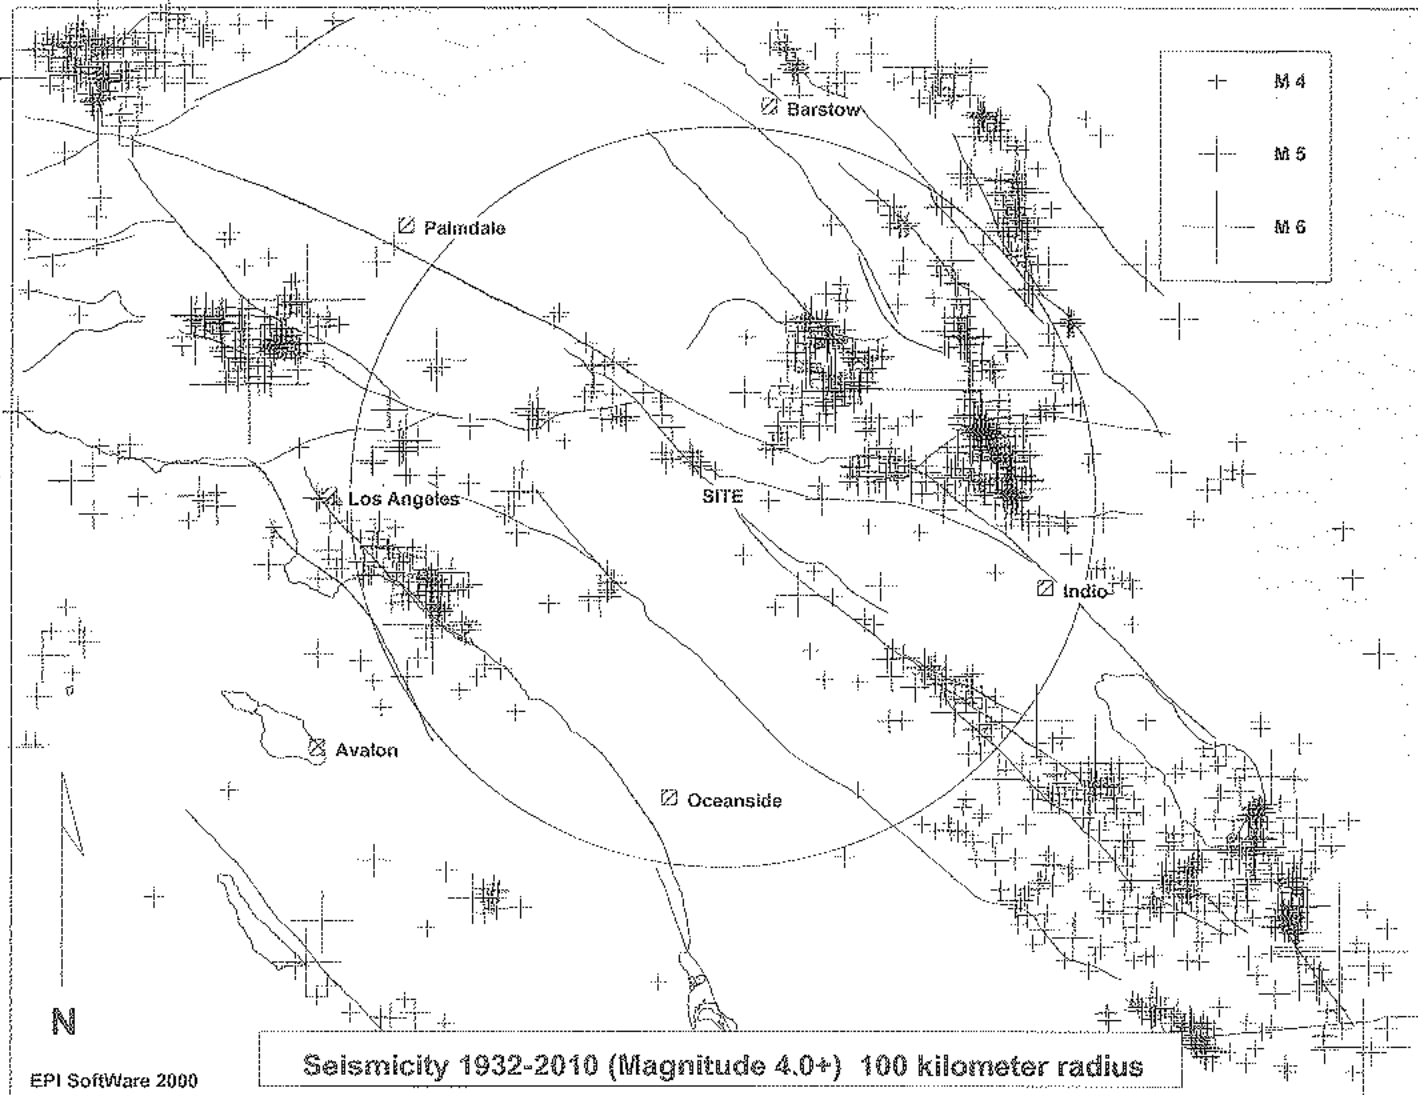 M 4
Barstow
M 5
Palmdale
M 6
Los Angeles
SITE
Indio
Avalon
Oceanside
N
Seismicity 1932-2010 (Magnitude 4.0+) 100 kilometer radius
EPI SoftWare 2000